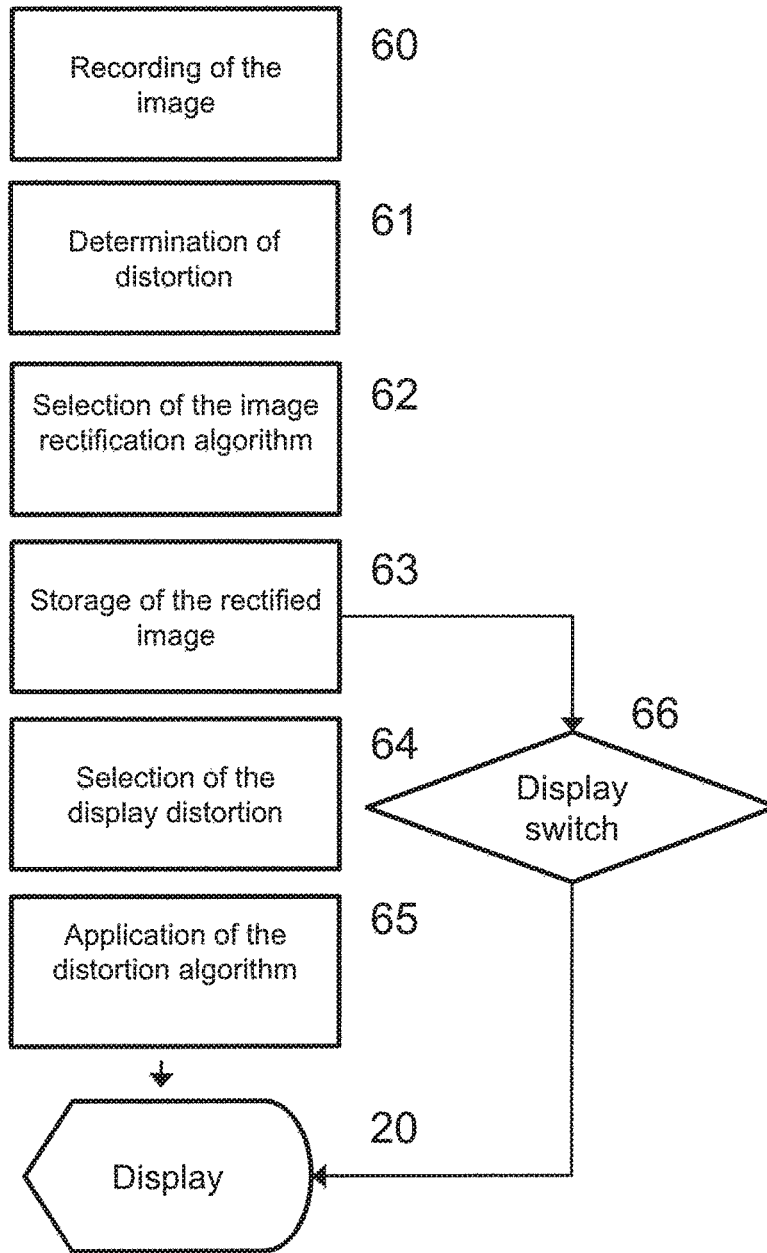 Recording of the
image
60
Determination of
distortion
61
Selection of the image
rectification algorithm
62
Storage of the rectified
image
63
Selection of the
display distortion
64
Display
switch
66
Application of the
distortion algorithm
65
Display
20